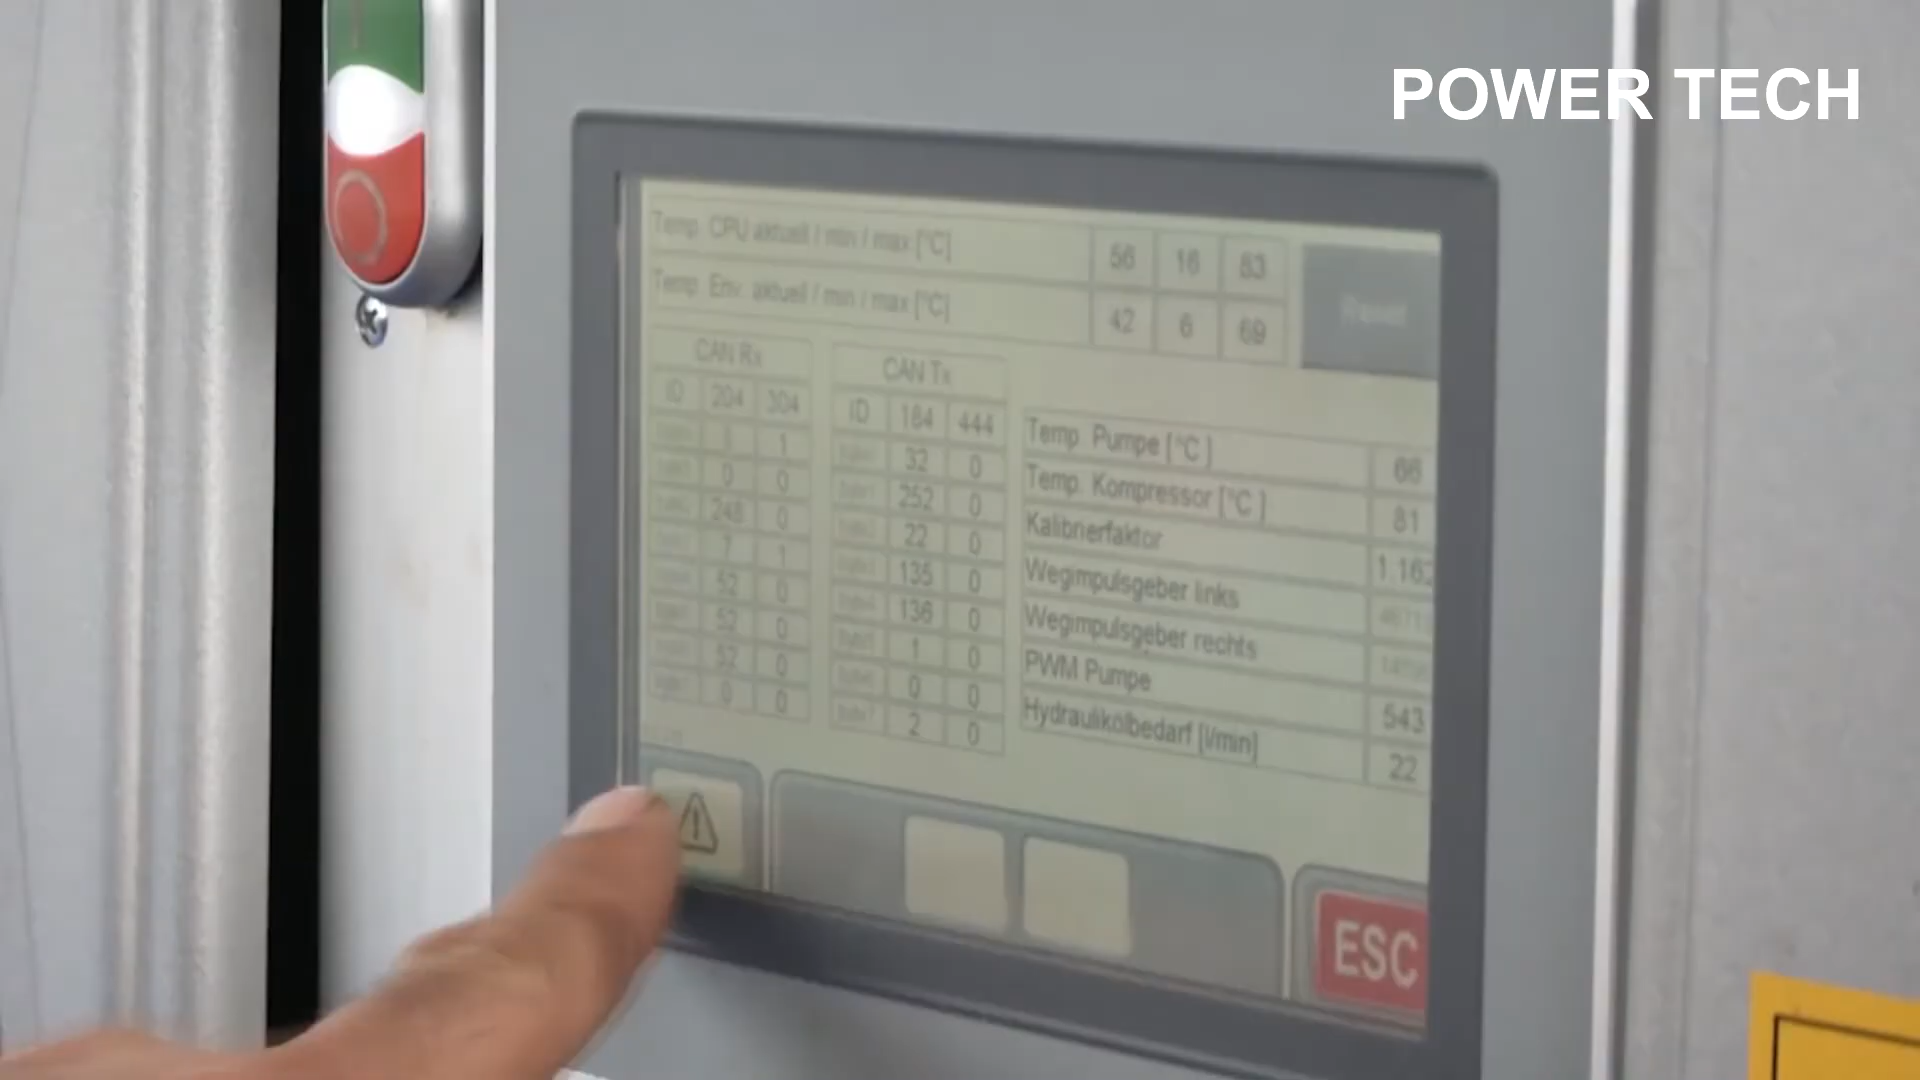 POWER TECH
Temp. CPU aktuell / min / max [°C] 56 16 83
Temp. Env. aktuell / min / max [°C] 42 6 69
Reset
CAN Rx
ID 204 304
1
0 0
248 0
1
52 0
52 0
52 0
0 0
CAN Tx
ID 184 444
32 0
252 0
22 0
135 0
136 0
1 0
0 0
2 0
Temp. Pumpe [°C ] 66
Temp. Kompressor [°C ] 81
Kalibrierfaktor 1.16
Wegimpulsgeber links
Wegimpulsgeber rechts
PWM Pumpe 543
Hydraulikölbedarf [l/min] 22
ESC